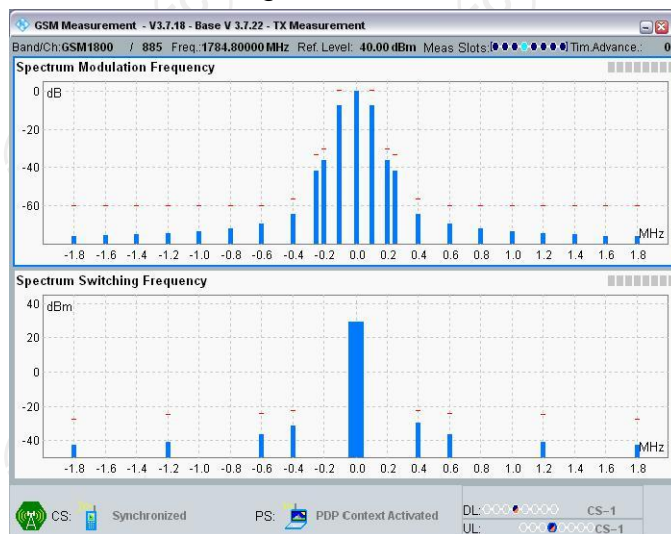 GSM Measurement - V3.7.18 - Base V 3.7.22 - TX Measurement
Band/Ch:GSM1800 / 885 Freq.:1784.80000 MHz Ref. Level: 40.00 dBm Meas Slots: Tim.Advance.: 0
Spectrum Modulation Frequency
0
dB
-20
-40
-60
MHz
-1.8 -1.6 -1.4 -1.2 -1.0 -0.8 -0.6 -0.4 -0.2 0.0 0.2 0.4 0.6 0.8 1.0 1.2 1.4 1.6 1.8
Spectrum Switching Frequency
40
dBm
20
0
-20
-40
MHz
-1.8 -1.6 -1.4 -1.2 -1.0 -0.8 -0.6 -0.4 -0.2 0.0 0.2 0.4 0.6 0.8 1.0 1.2 1.4 1.6 1.8
CS: Synchronized PS: PDP Context Activated
DL: CS-1
UL: CS-1